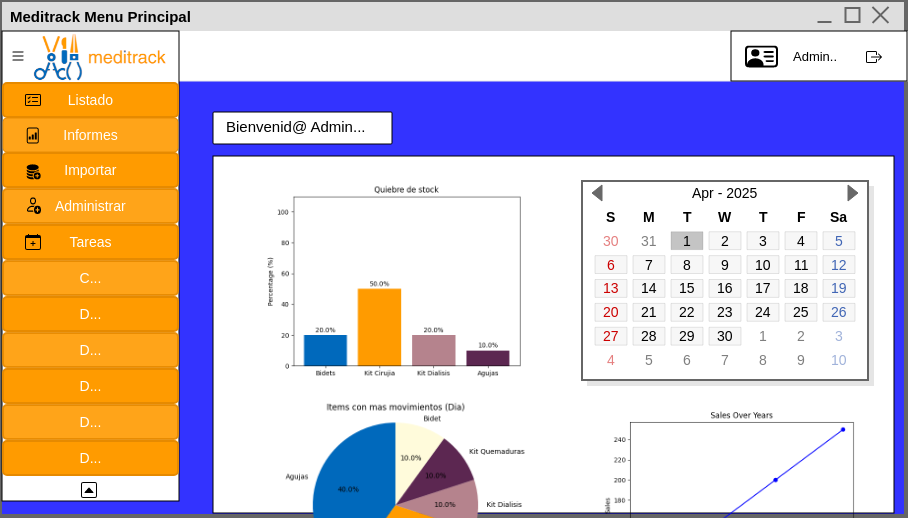 Meditrack Menu Principal
meditrack
Admin..
Listado
Informes
Importar
Administrar
Tareas
C...
D...
D...
D...
D...
D...
Bienvenid@ Admin...
Quiebre de stock
Percentage (%)
100
80
60
40
20
0
20.0%
50.0%
20.0%
10.0%
Bidets
Kit Cirujia
Kit Dialisis
Agujas
Apr - 2025
S M T W T F Sa
30 31 1 2 3 4 5
6 7 8 9 10 11 12
13 14 15 16 17 18 19
20 21 22 23 24 25 26
27 28 29 30 1 2 3
4 5 6 7 8 9 10
Items con mas movimientos (Dia)
Bidet
Kit Quemaduras
Agujas
Kit Dialisis
10.0%
10.0%
40.0%
10.0%
Sales Over Years
Sales
240
220
200
180